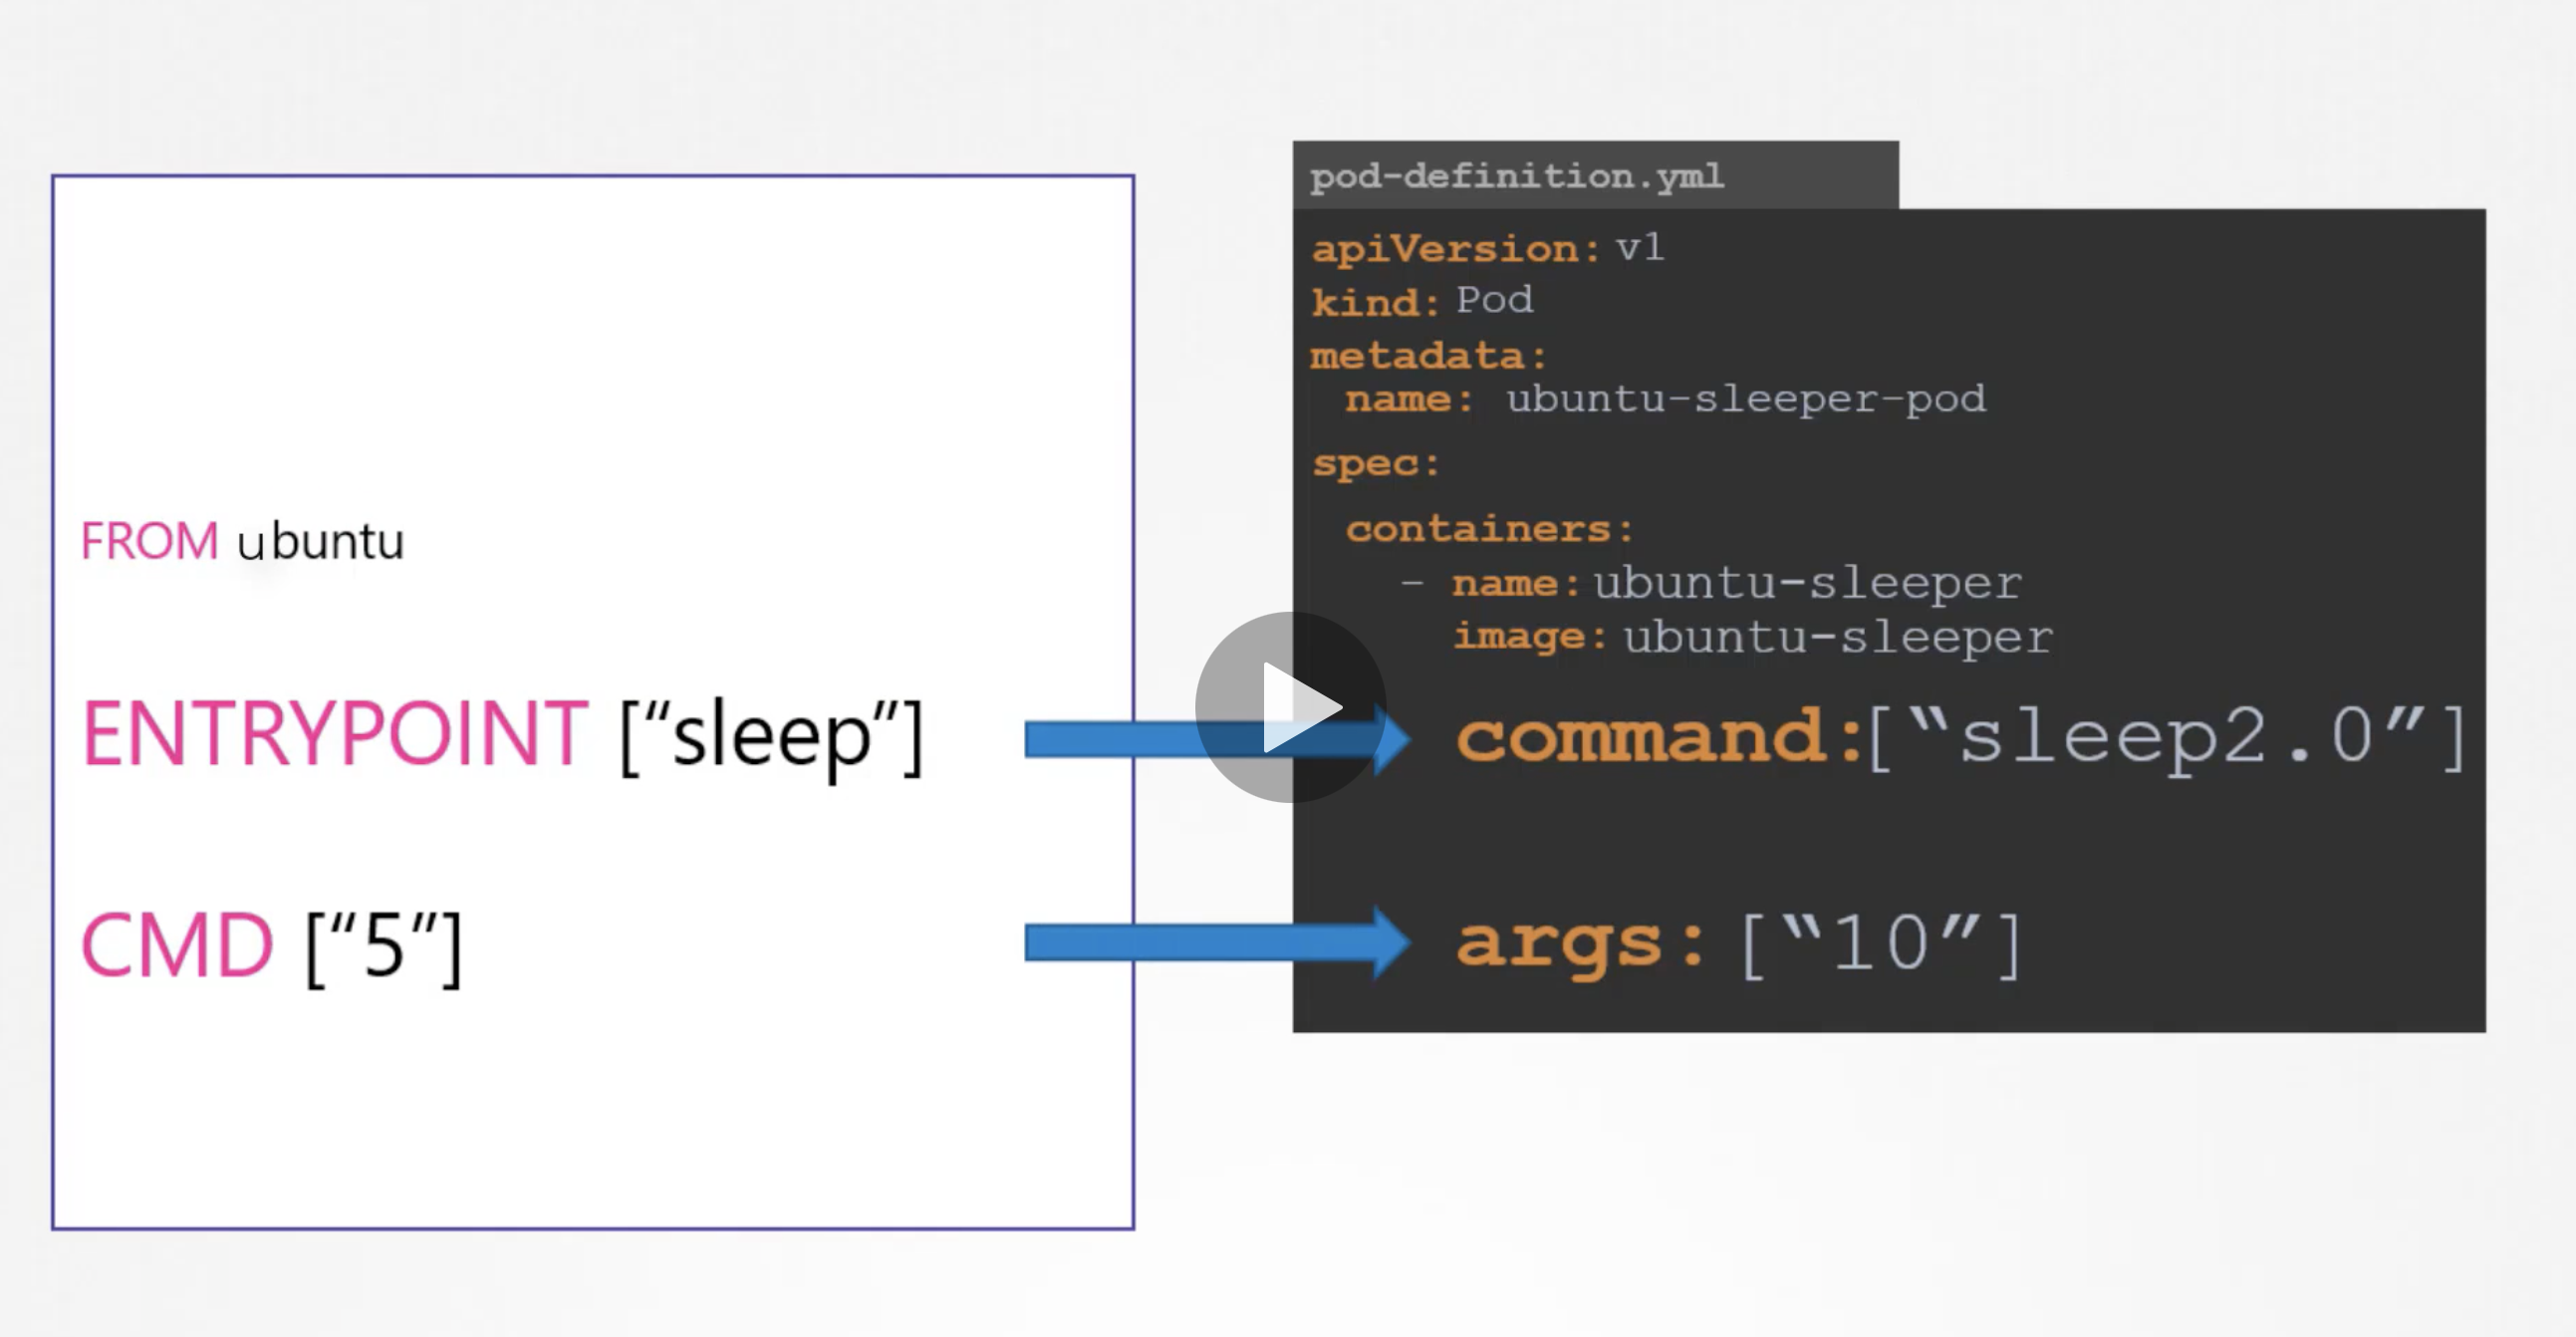 FROM ubuntu
ENTRYPOINT [“sleep”]
CMD [“5”]
pod-definition.yml
apiVersion: v1
kind: Pod
metadata:
name: ubuntu-sleeper-pod
spec:
containers:
- name: ubuntu-sleeper
image: ubuntu-sleeper
command:[“sleep2.0”]
args: [“10”]